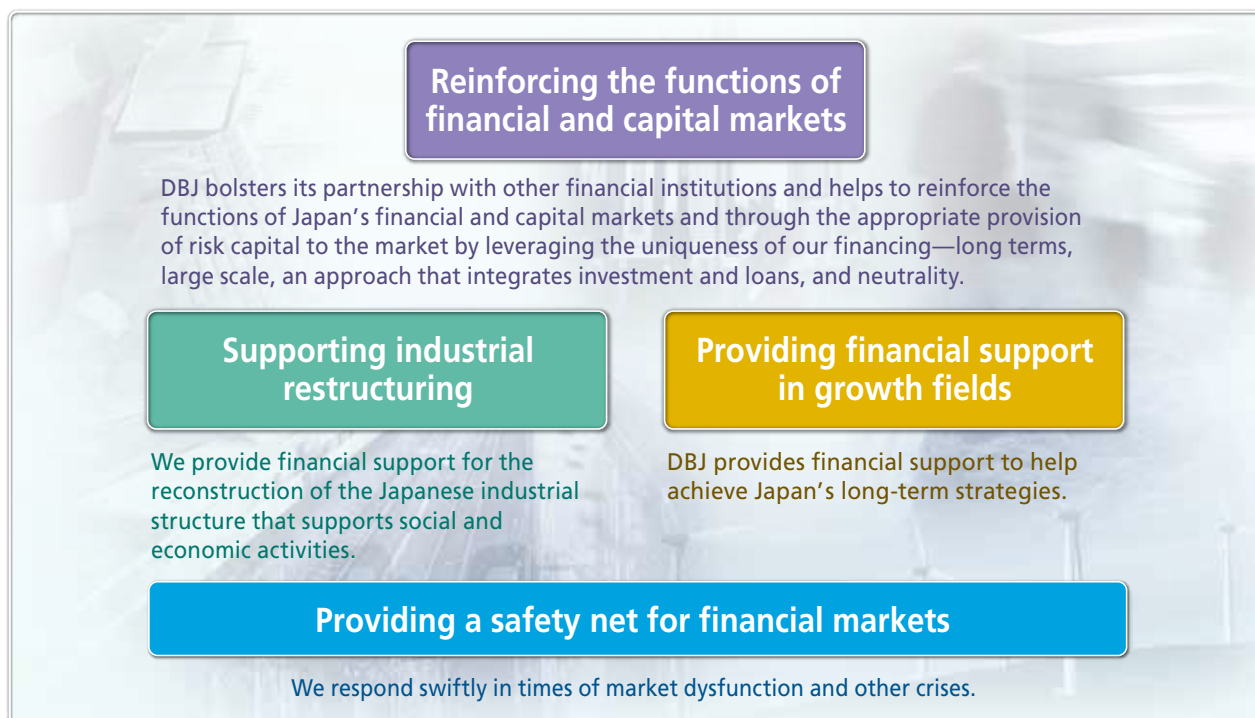 Reinforcing the functions of
financial and capital markets
DBJ bolsters its partnership with other financial institutions and helps to reinforce the
functions of Japan’s financial and capital markets and through the appropriate provision
of risk capital to the market by leveraging the uniqueness of our financing—long terms,
large scale, an approach that integrates investment and loans, and neutrality.
Supporting industrial
restructuring
We provide financial support for the
reconstruction of the Japanese industrial
structure that supports social and
economic activities.
Providing financial support
in growth fields
DBJ provides financial support to help
achieve Japan’s long-term strategies.
Providing a safety net for financial markets
We respond swiftly in times of market dysfunction and other crises.